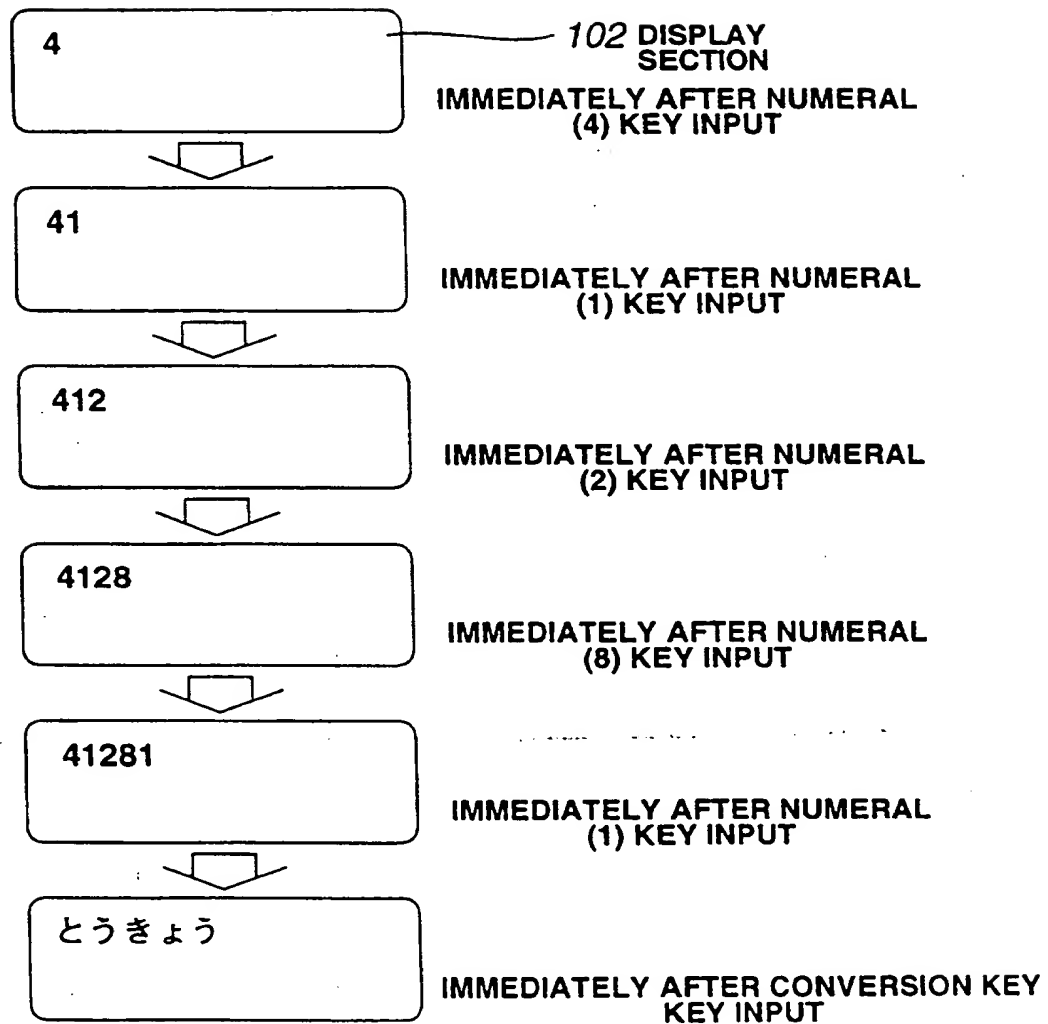 4
102 DISPLAY
SECTION
IMMEDIATELY AFTER NUMERAL
(4) KEY INPUT
41
IMMEDIATELY AFTER NUMERAL
(1) KEY INPUT
412
IMMEDIATELY AFTER NUMERAL
(2) KEY INPUT
4128
IMMEDIATELY AFTER NUMERAL
(8) KEY INPUT
41281
IMMEDIATELY AFTER NUMERAL
(1) KEY INPUT
とうきょう
IMMEDIATELY AFTER CONVERSION KEY
KEY INPUT